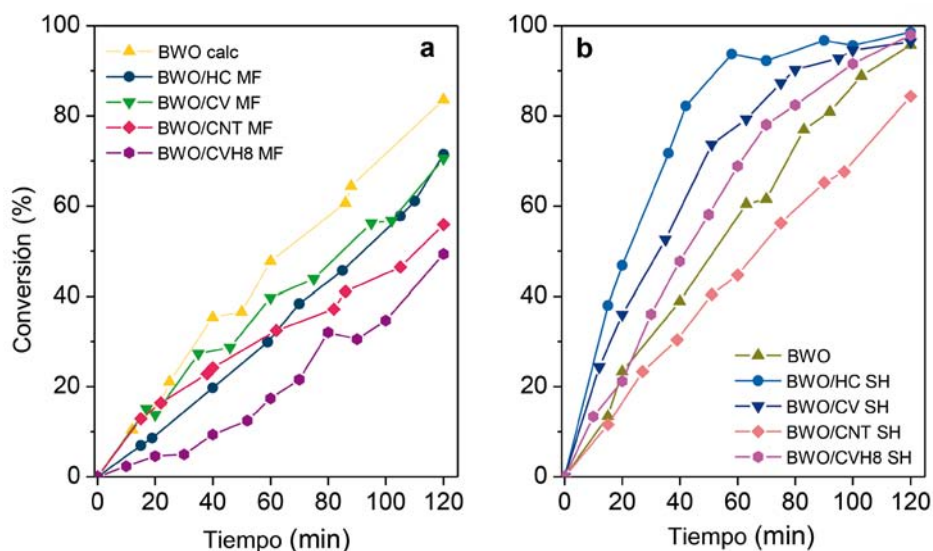 a
BWO calc
BWO/HC MF
BWO/CV MF
BWO/CNT MF
BWO/CVH8 MF
Conversión (%)
100
80
60
40
20
0
0 20 40 60 80 100 120
Tiempo (min)
b
BWO
BWO/HC SH
BWO/CV SH
BWO/CNT SH
BWO/CVH8 SH
100
80
60
40
20
0
0 20 40 60 80 100 120
Tiempo (min)